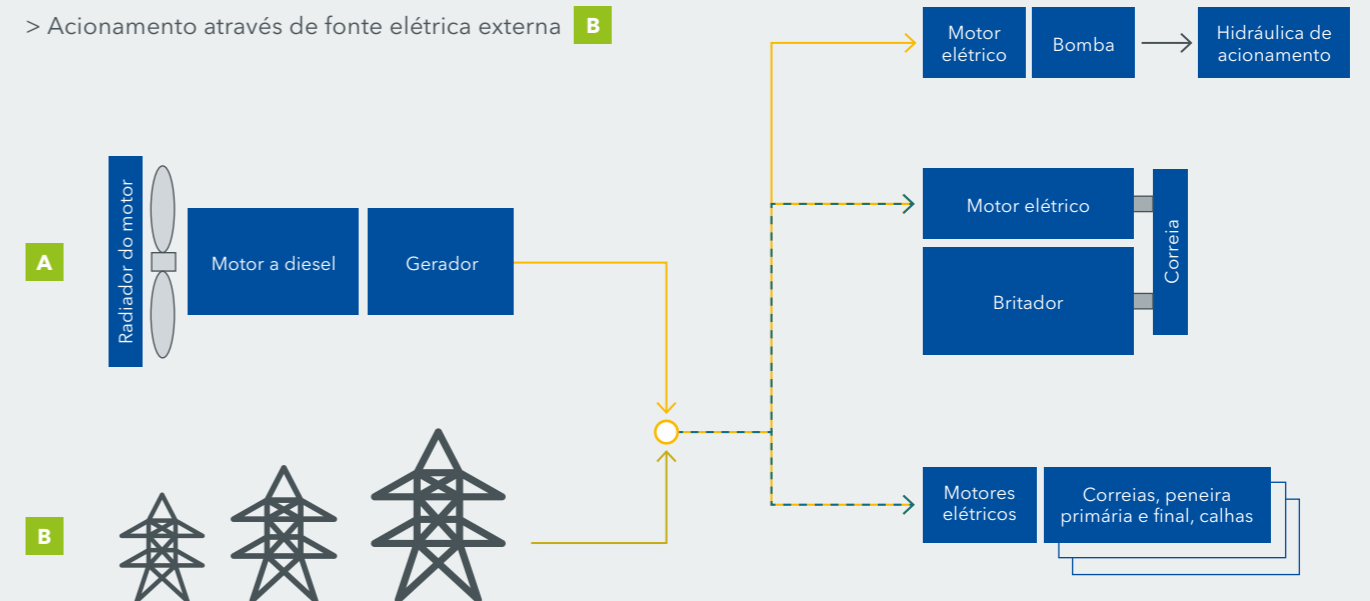 > Acionamento através de fonte elétrica externa B
Motor
elétrico
Bomba
Hidráulica de
acionamento
A
Radiador do motor
Motor a diesel
Gerador
Motor elétrico
Britador
Correia
B
Motores
elétricos
Correias, peneira
primária e final, calhas